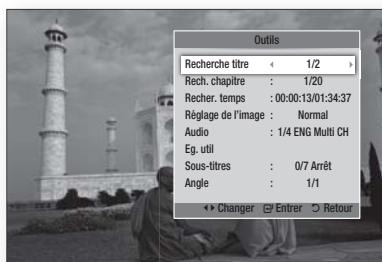 Outils
Recherche titre ◂ 1/2 ▸
Rech. chapitre : 1/20
Recher. temps : 00:00:13/01:34:37
Réglage de l'image : Normal
Audio : 1/4 ENG Multi CH
Eg. util
Sous-titres : 0/7 Arrêt
Angle : 1/1
◂▸ Changer Entrer Retour